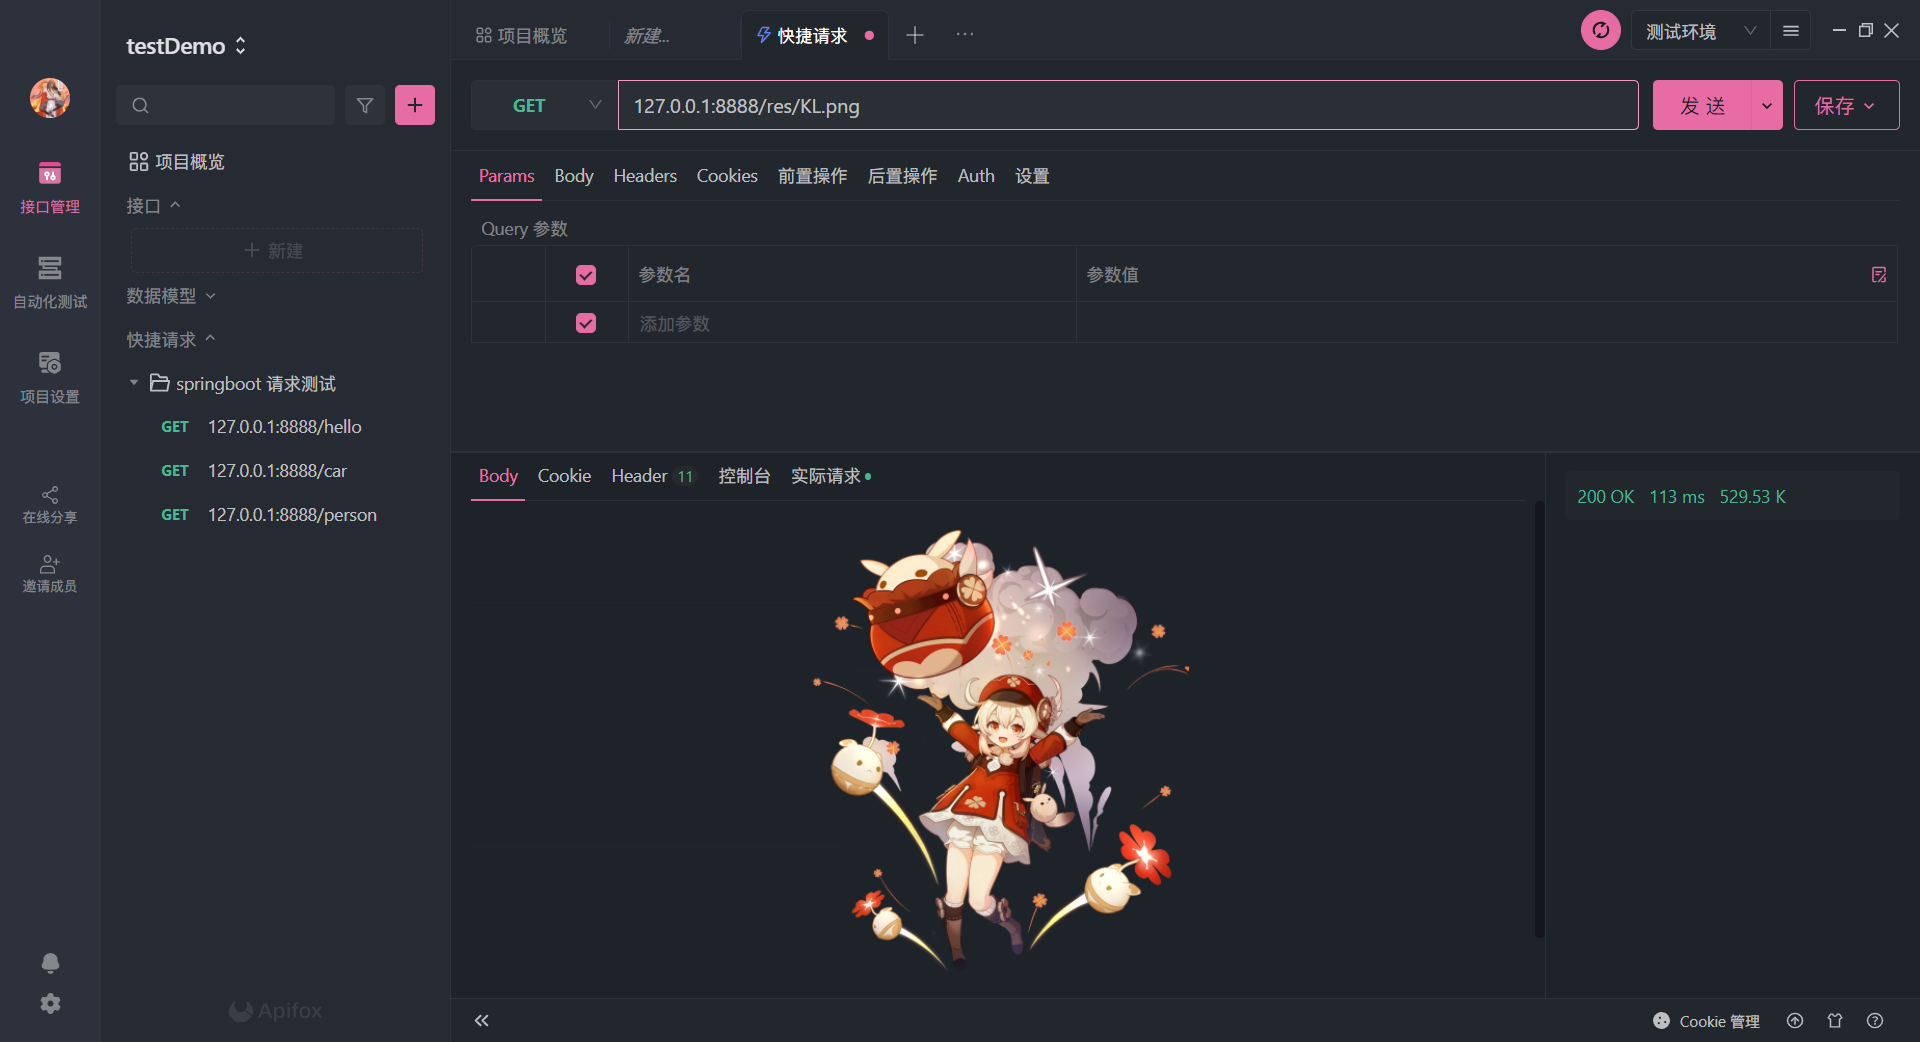 testDemo
项目概览
新建...
快捷请求
测试环境
GET
127.0.0.1:8888/res/KL.png
发 送
保存
接口管理
自动化测试
项目设置
在线分享
邀请成员
项目概览
接口
新建
数据模型
快捷请求
springboot 请求测试
GET 127.0.0.1:8888/hello
GET 127.0.0.1:8888/car
GET 127.0.0.1:8888/person
Apifox
Params Body Headers Cookies 前置操作 后置操作 Auth 设置
Query 参数
参数名 参数值
添加参数
Body Cookie Header 11 控制台 实际请求
200 OK 113 ms 529.53 K
Cookie 管理